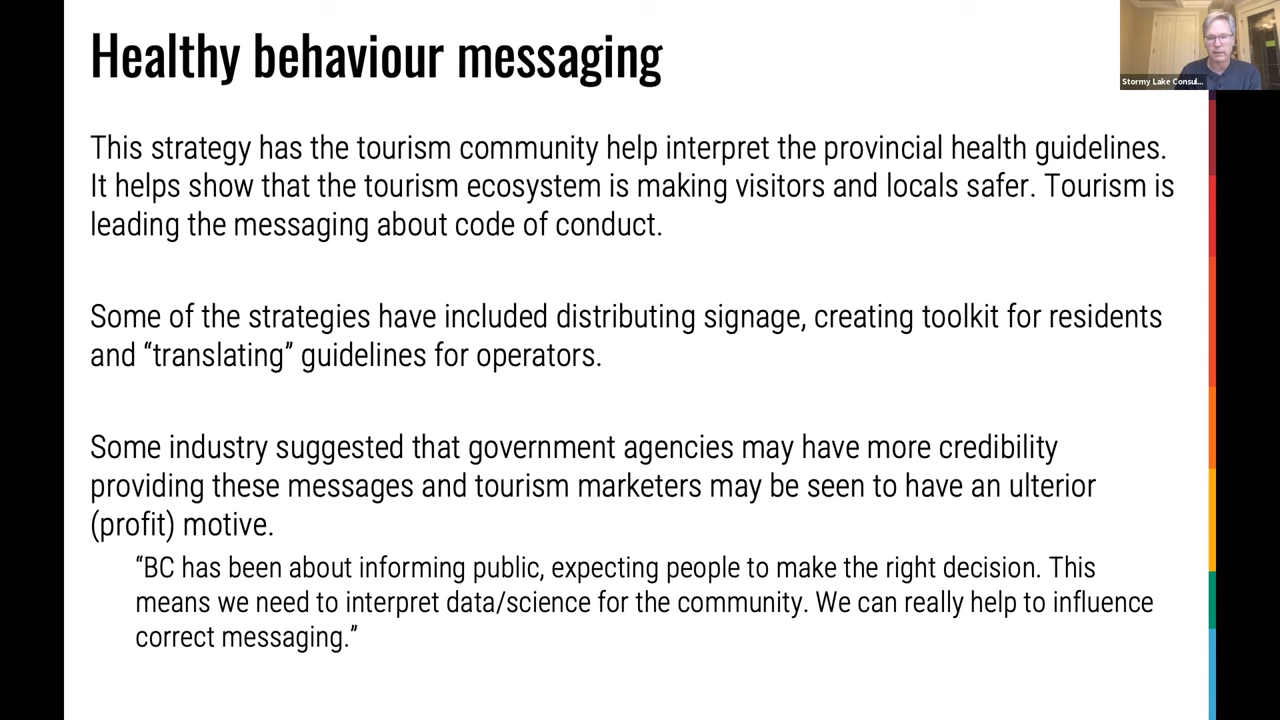 Healthy behaviour messaging
Stormy Lake Consul...
This strategy has the tourism community help interpret the provincial health guidelines.
It helps show that the tourism ecosystem is making visitors and locals safer. Tourism is
leading the messaging about code of conduct.
Some of the strategies have included distributing signage, creating toolkit for residents
and “translating” guidelines for operators.
Some industry suggested that government agencies may have more credibility
providing these messages and tourism marketers may be seen to have an ulterior
(profit) motive.
“BC has been about informing public, expecting people to make the right decision. This
means we need to interpret data/science for the community. We can really help to influence
correct messaging.”